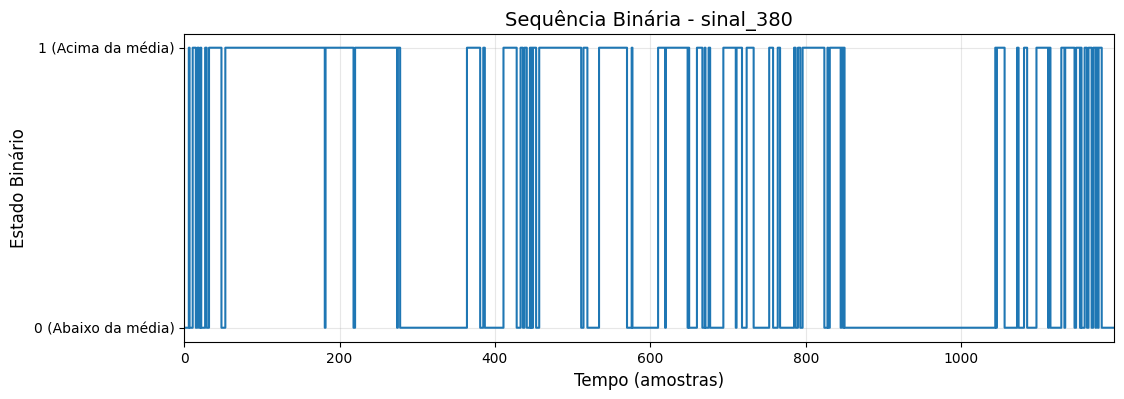 Sequência Binária - sinal_380
1 (Acima da média)
Estado Binário
0 (Abaixo da média)
0 200 400 600 800 1000
Tempo (amostras)